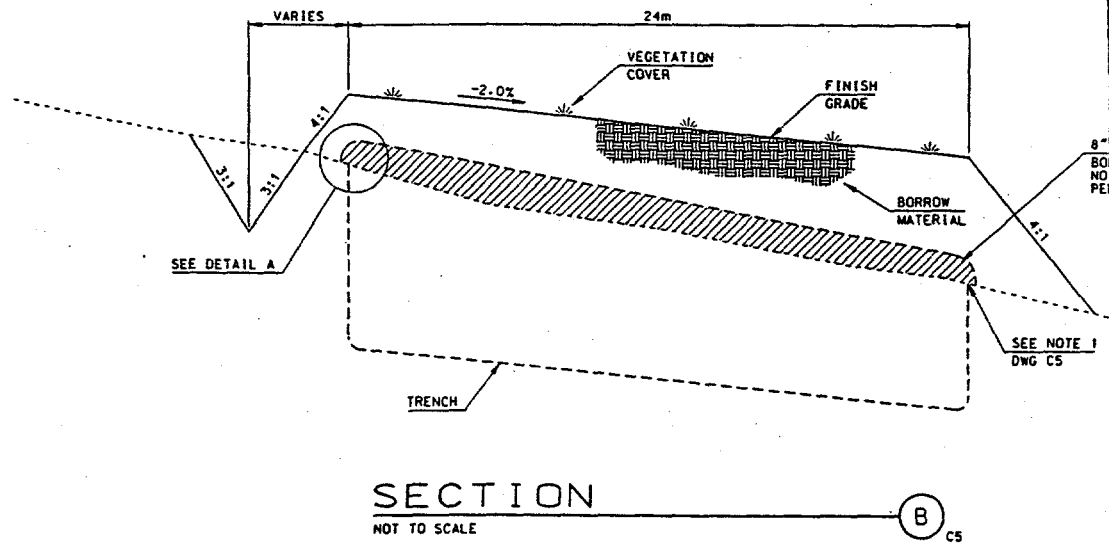 VARIES
24m
VEGETATION
COVER
-2.0%
FINISH
GRADE
4:1
3:1
3:1
8"
BORROW
MATERIAL
4:1
SEE DETAIL A
SEE NOTE 1
DWG C5
TRENCH
SECTION
NOT TO SCALE
B
C5